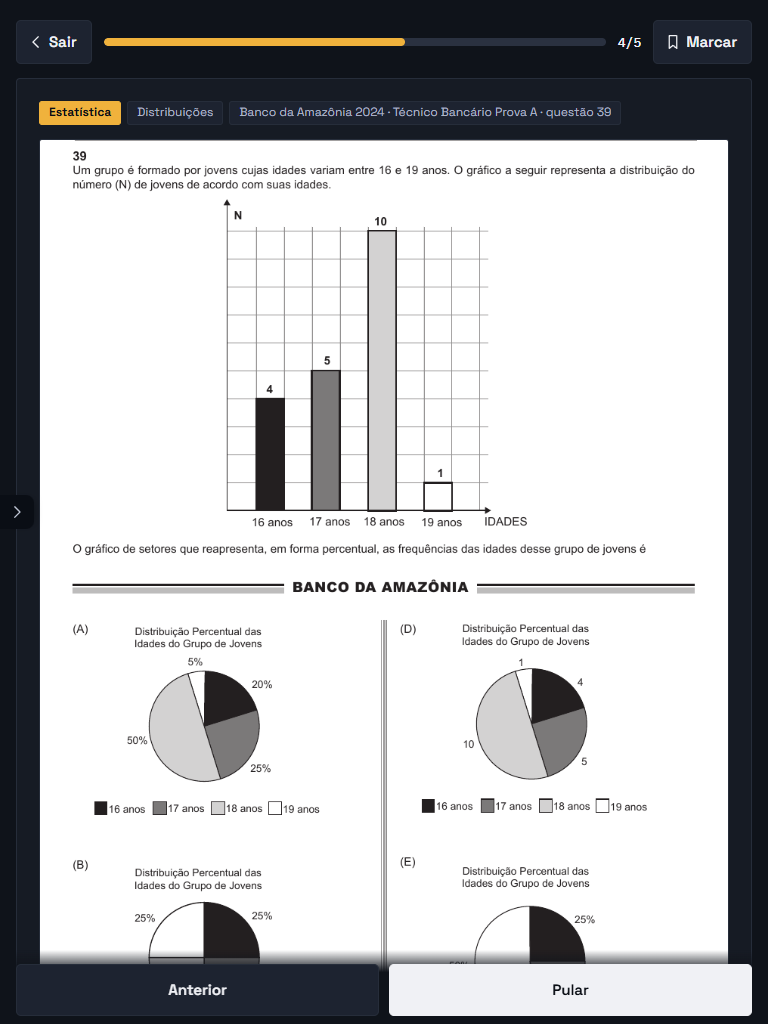 Sair
4/5
Marcar
Estatística
Distribuições
Banco da Amazônia 2024 · Técnico Bancário Prova A · questão 39
39
Um grupo é formado por jovens cujas idades variam entre 16 e 19 anos. O gráfico a seguir representa a distribuição do
número (N) de jovens de acordo com suas idades.
N
10
5
4
1
16 anos 17 anos 18 anos 19 anos IDADES
O gráfico de setores que reapresenta, em forma percentual, as frequências das idades desse grupo de jovens é
BANCO DA AMAZÔNIA
(A)
Distribuição Percentual das
Idades do Grupo de Jovens
5%
20%
50%
25%
16 anos 17 anos 18 anos 19 anos
(B)
Distribuição Percentual das
Idades do Grupo de Jovens
25%
25%
(D)
Distribuição Percentual das
Idades do Grupo de Jovens
1
4
10
5
16 anos 17 anos 18 anos 19 anos
(E)
Distribuição Percentual das
Idades do Grupo de Jovens
25%
Anterior
Pular